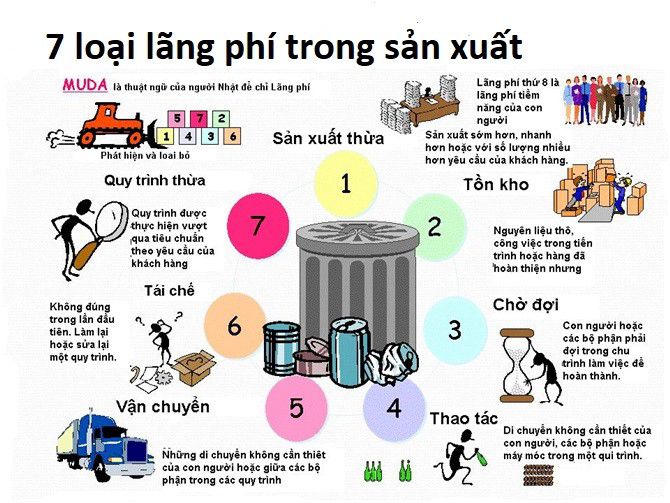 7 loại lãng phí trong sản xuất
MUDA là thuật ngữ của người Nhật để chỉ Lãng phí
5 7 2
1 4 3 6
Phát hiện và loại bỏ
Lãng phí thứ 8 là
lãng phí tiềm
năng của con
người
Sản xuất thừa
Sản xuất sớm hơn, nhanh
hơn hoặc với số lượng nhiều
hơn yêu cầu của khách hàng.
1
Tồn kho
2
Nguyên liệu thô,
công việc trong tiến
trình hoặc hàng đã
hoàn thiện nhưng
Chờ đợi
3
Con người hoặc
các bộ phận phải
đợi trong chu
trình làm việc để
hoàn thành.
Thao tác
4
Di chuyển không cần thiết của
con người, các bộ phận hoặc
máy móc trong một qui trình.
Vận chuyển
5
Những di chuyển không cần thiêt
của con người hoặc giữa các bộ
phận trong các quy trình
Tái chế
6
Không đúng
trong lần đầu
tiên. Làm lại
hoặc sửa lại
một quy trình.
Quy trình thừa
7
Quy trình được
thực hiện vượt
qua tiêu chuẩn
theo yêu cầu của
khách hàng